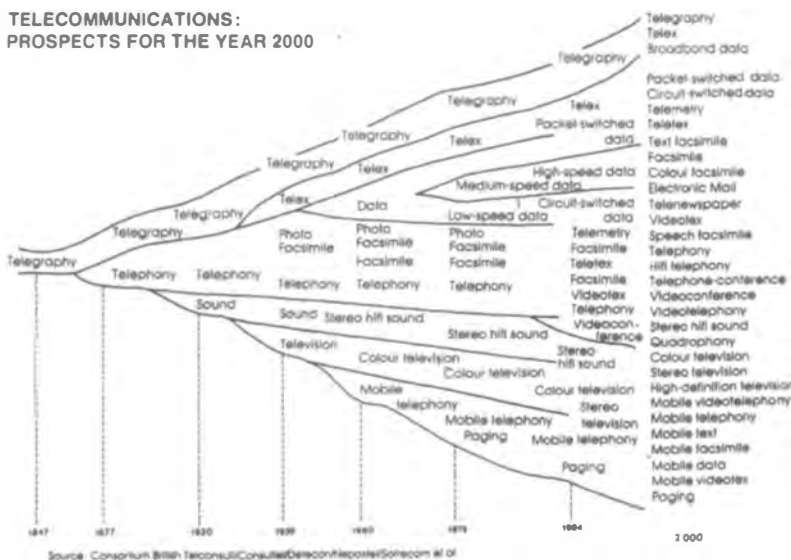 TELECOMMUNICATIONS:
PROSPECTS FOR THE YEAR 2000
Telegraphy
Telegraphy
Telegraphy
Telegraphy
Telegraphy
Telegraphy
Telegraphy
Telex
Telex
Telex
Telex
Packet-switched
data
Data
High-speed data
Medium-speed data
Low-speed data
Circuit-switched
data
Photo
Facsimile
Photo
Facsimile
Facsimile
Photo
Facsimile
Facsimile
Telemetry
Facsimile
Teletex
Facsimile
Videotex
Telephony
Telephony
Telephony
Telephony
Telephony
Telephony
Videocon-
ference
Sound
Sound
Stereo hifi sound
Stereo hifi sound
Stereo
hifi sound
Television
Colour television
Colour television
Colour television
Stereo
television
Mobile
telephony
Mobile telephony
Mobile telephony
Paging
Paging
Telegraphy
Telex
Broadband data
Packet-switched data
Circuit-switched data
Telemetry
Teletex
Text facsimile
Facsimile
Colour facsimile
Electronic Mail
Telenewspaper
Videotex
Speech facsimile
Telephony
Hifi telephony
Telephone-conference
Videoconference
Videotelephony
Stereo hifi sound
Quadrophony
Colour television
Stereo television
High-definition television
Mobile videotelephony
Mobile telephony
Mobile text
Mobile facsimile
Mobile data
Mobile videotex
Paging
1847
1877
1920
1984
2 000
Source: Consortium British